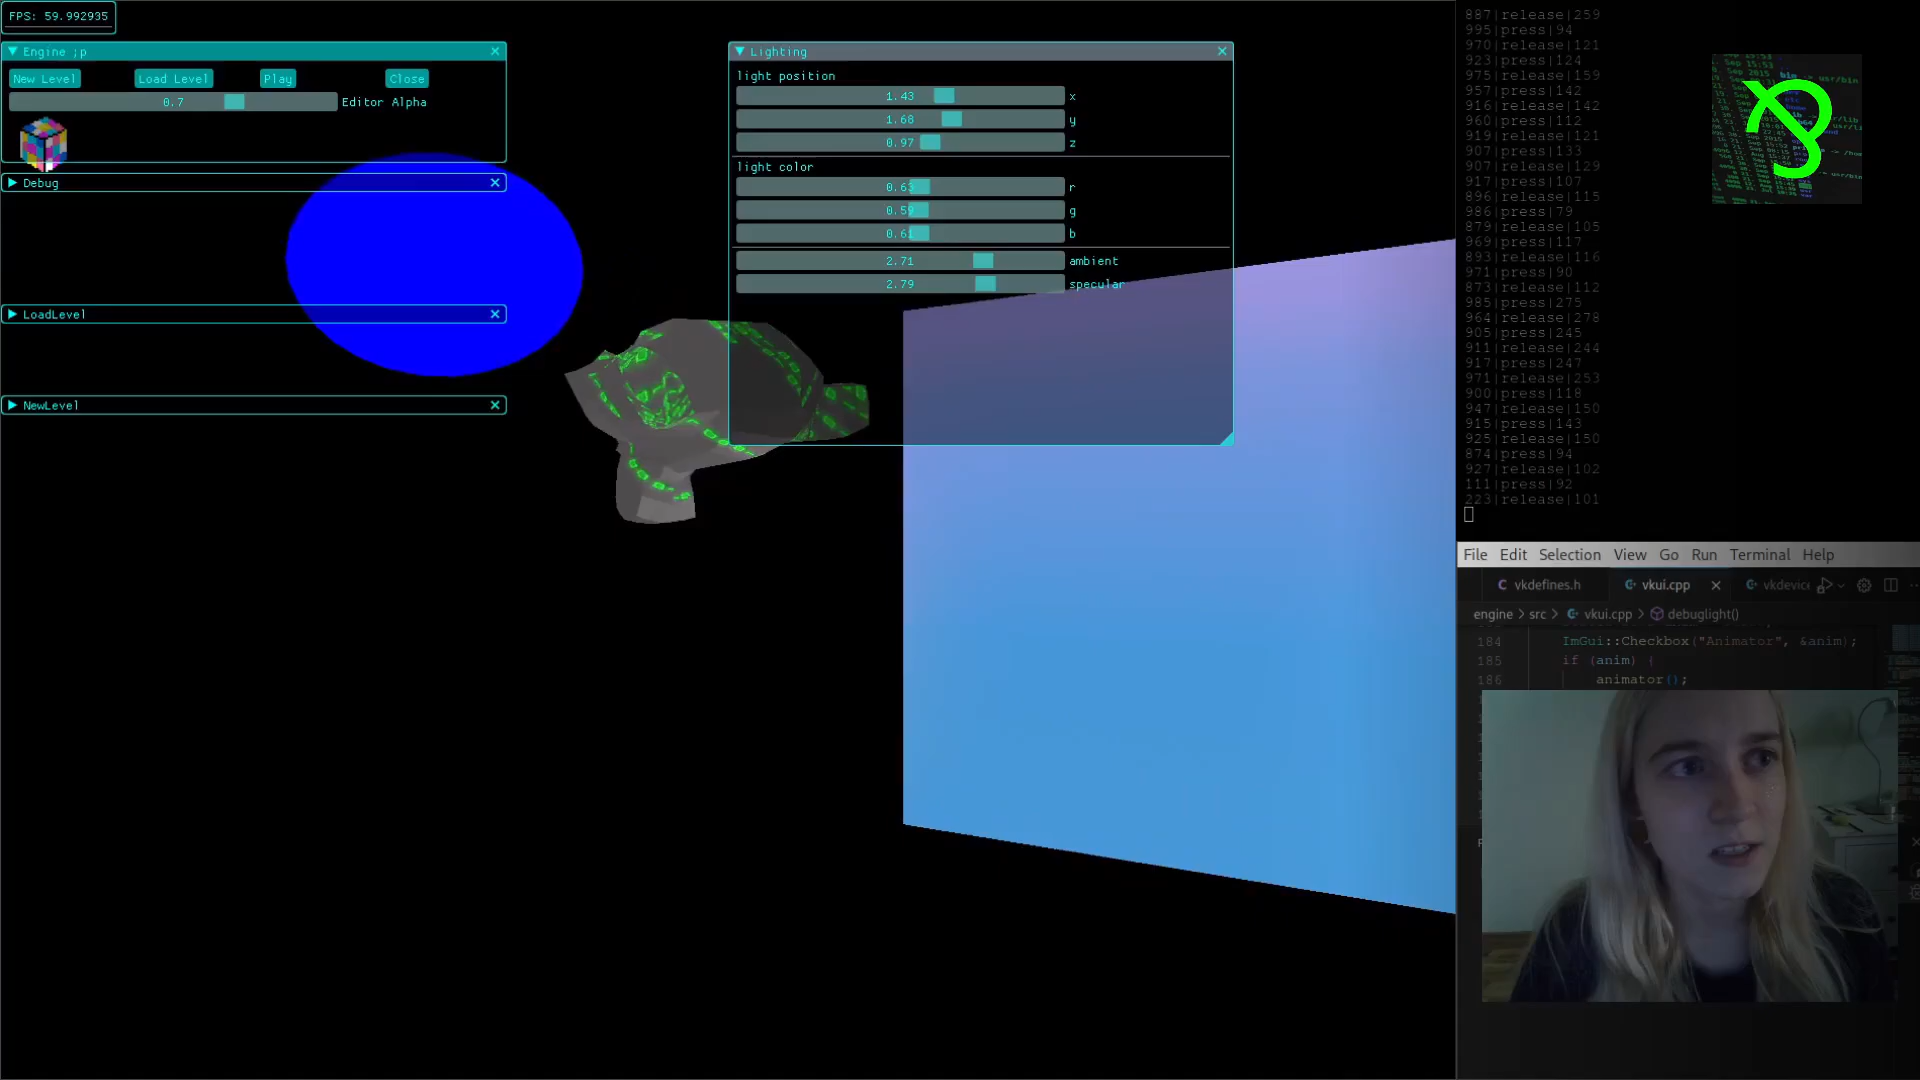 FPS: 59.992935
Engine ;p
New Level
Load Level
Play
Close
0.7
Editor Alpha
Debug
LoadLevel
NewLevel
Lighting
light position
1.43
x
1.68
y
0.97
z
light color
0.63
r
0.59
g
0.61
b
2.71
ambient
2.79
specular
887|release|259
995|press|94
970|release|121
923|press|124
975|release|159
957|press|142
916|release|142
960|press|112
919|release|121
907|press|133
907|release|129
917|press|107
896|release|115
986|press|79
879|release|105
969|press|117
893|release|116
971|press|90
873|release|112
985|press|275
964|release|278
905|press|245
911|release|244
917|press|247
971|release|253
900|press|118
947|release|150
915|press|143
925|release|150
874|press|94
927|release|102
111|press|92
223|release|101
File Edit Selection View Go Run Terminal Help
vkdefines.h
vkui.cpp
engine > src > vkui.cpp > debuglight()
184 ImGui::Checkbox("Animator", &anim);
185 if (anim) {
186 animator();